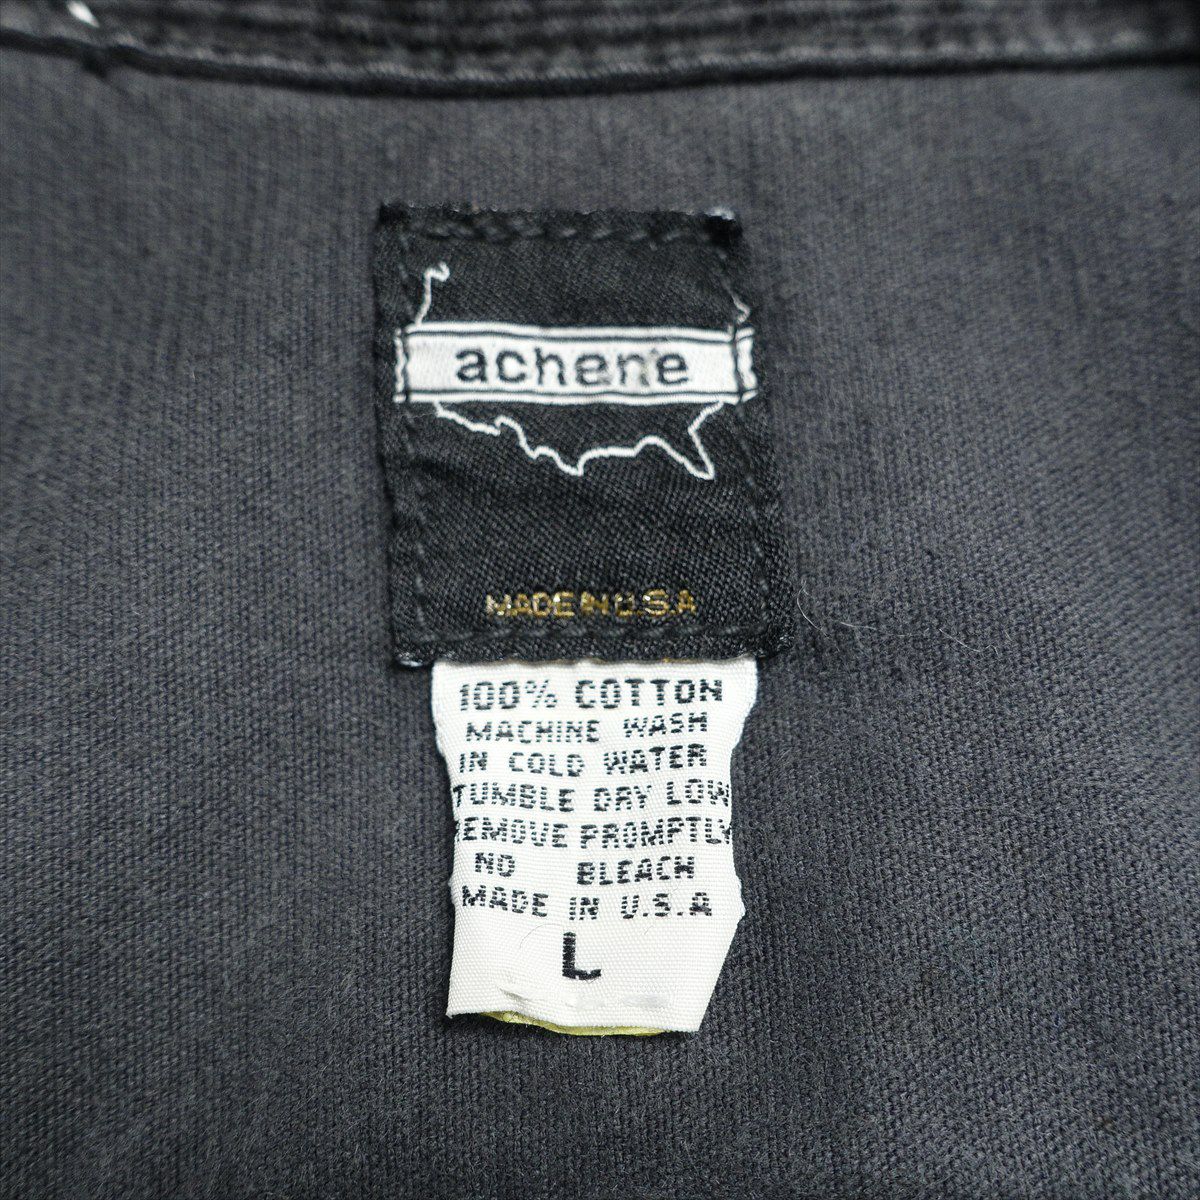 achene
MADE IN U.S.A
100% COTTON
MACHINE WASH
IN COLD WATER
TUMBLE DRY LOW
REMOVE PROMPTLY
NO BLEACH
MADE IN U.S.A
L